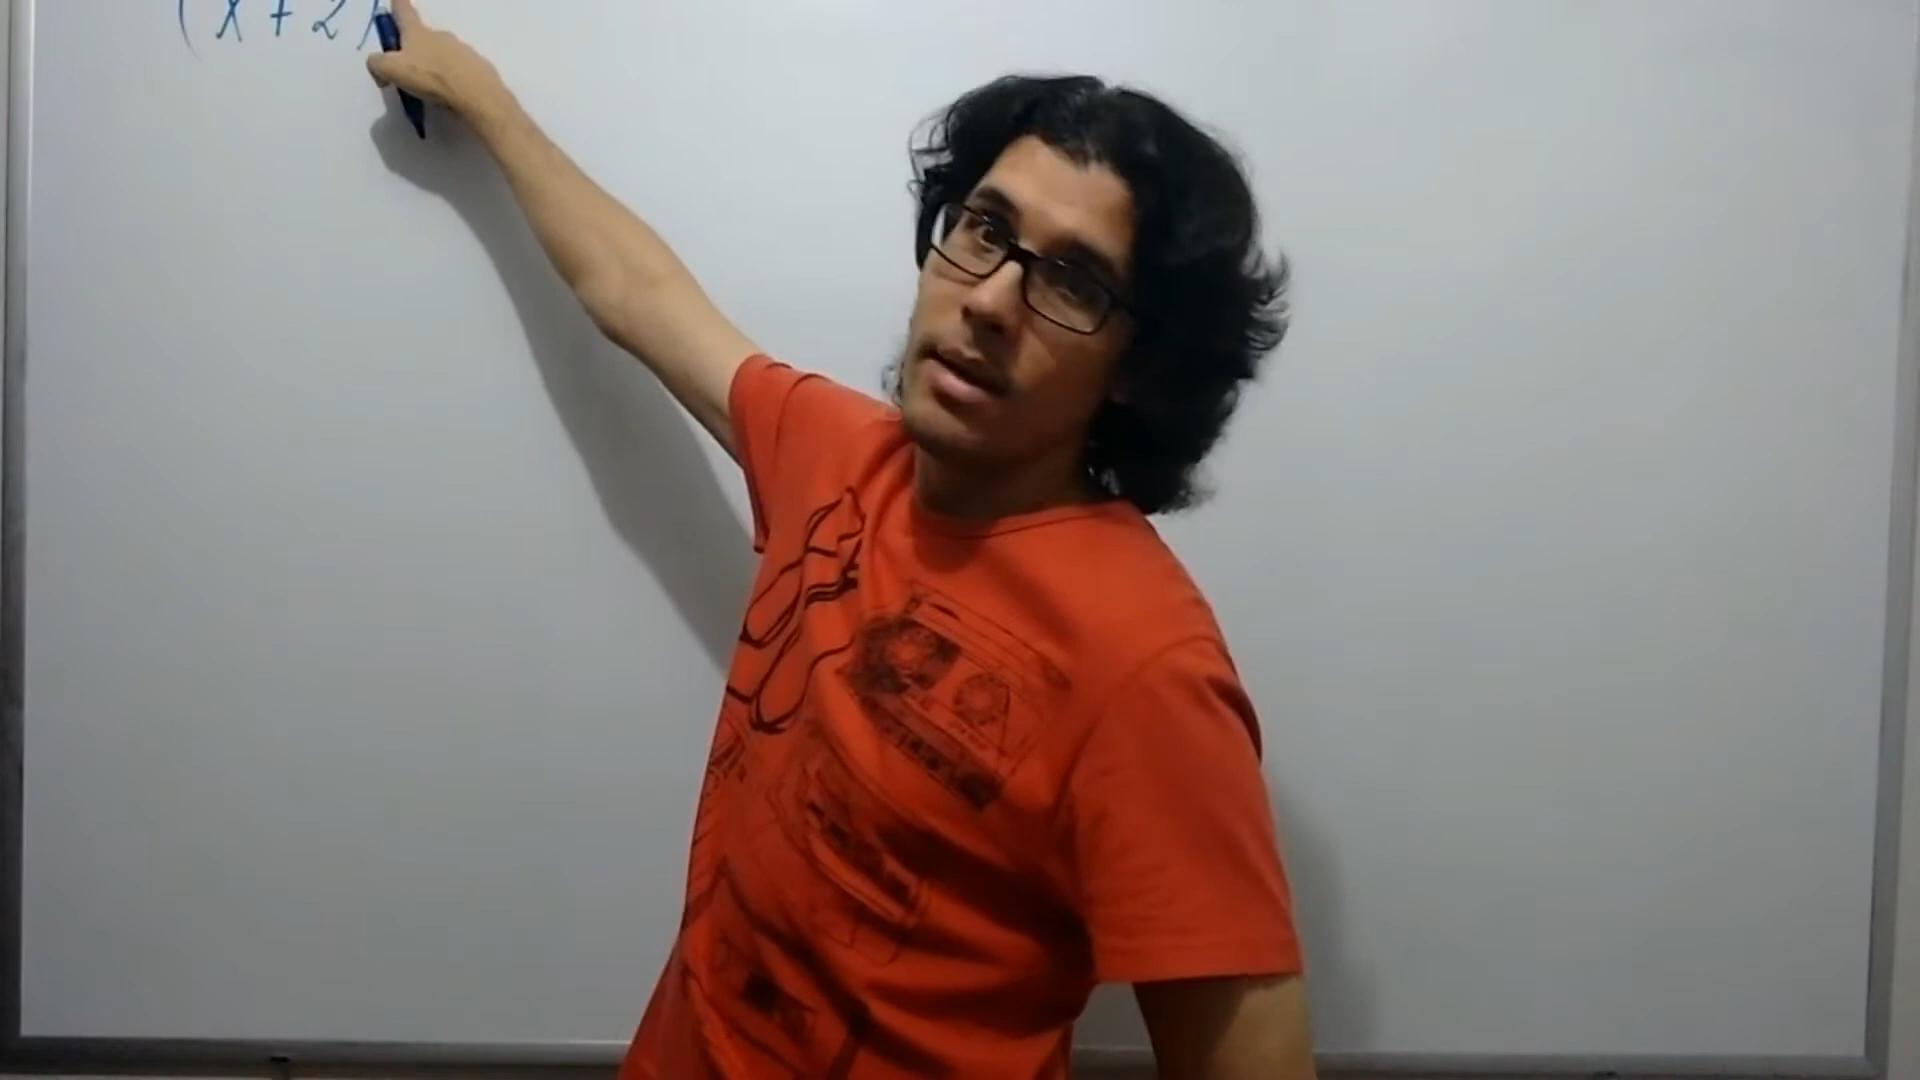 (x + 2)